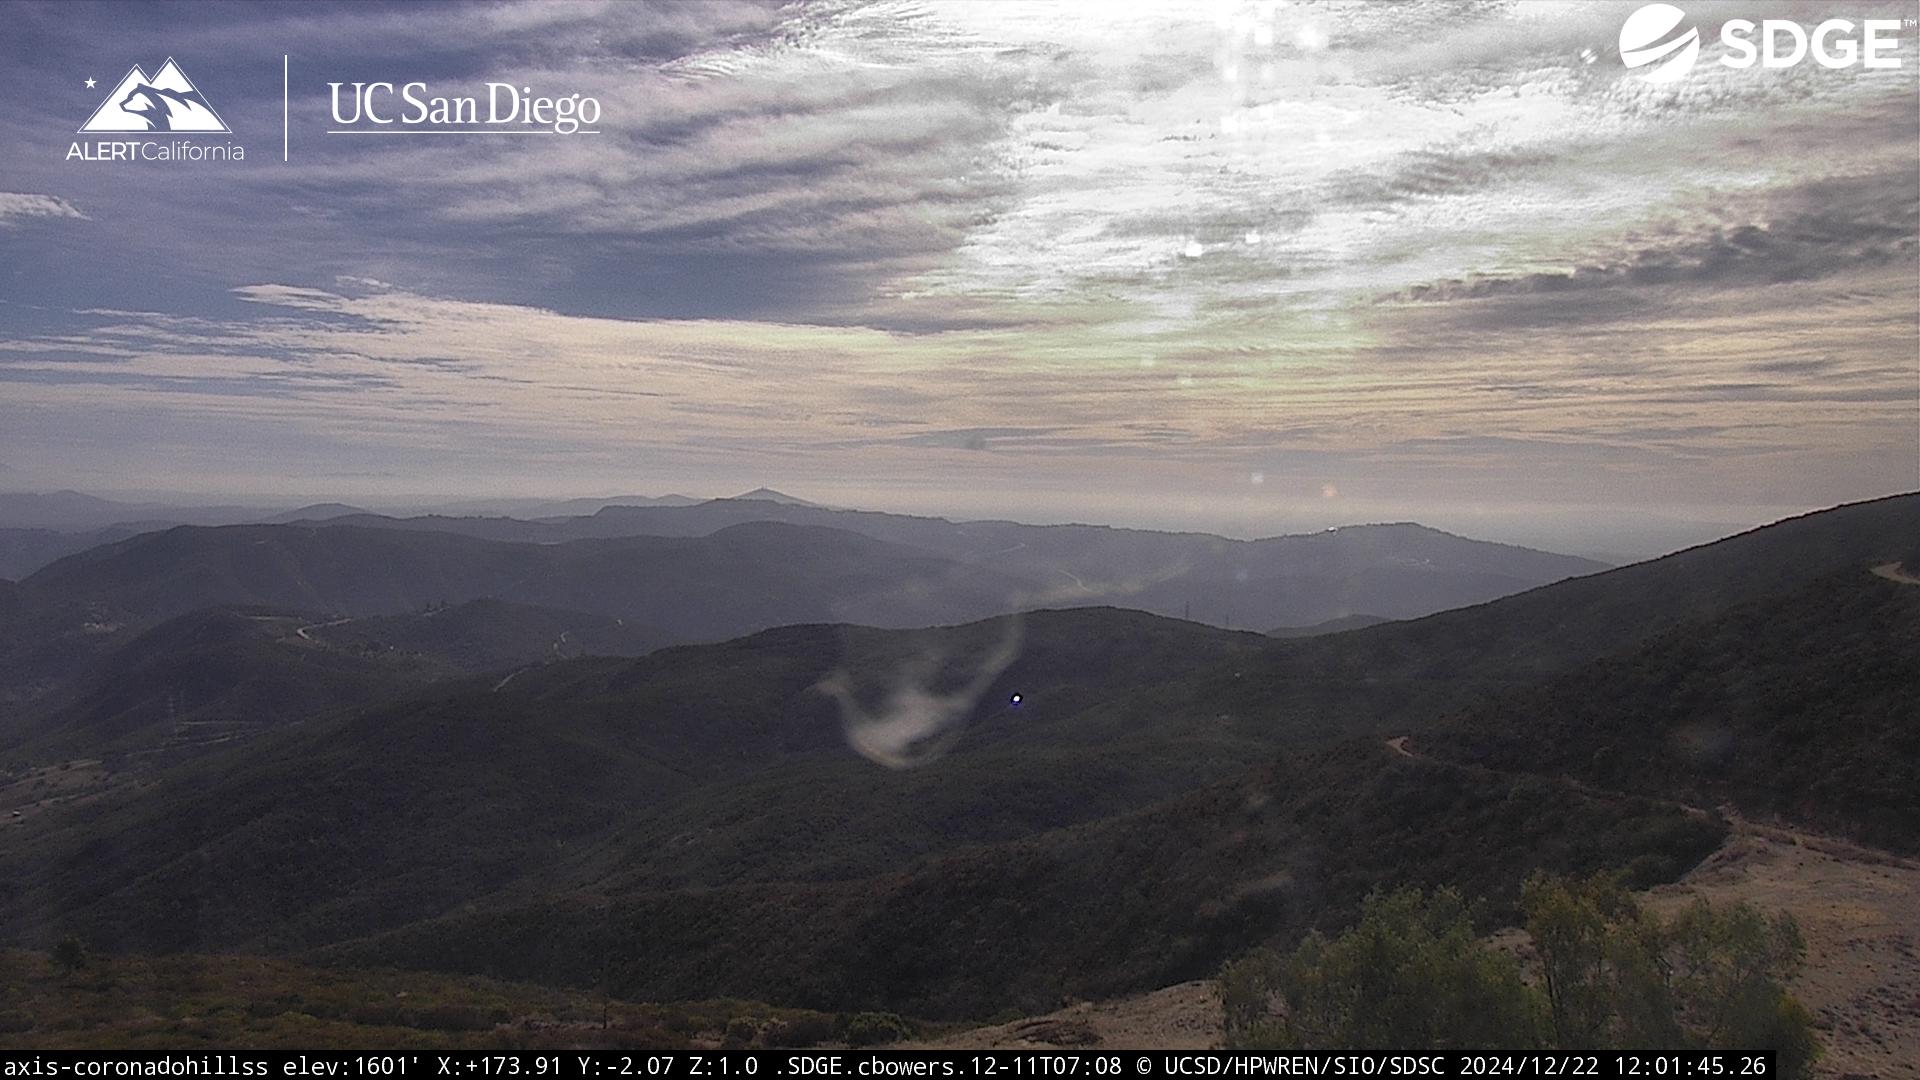 SDGE™
UC San Diego
ALERTCalifornia
axis-coronadohillss elev:1601' X:+173.91 Y:-2.07 Z:1.0 .SDGE.cbowers.12-11T07:08 © UCSD/HPWREN/SIO/SDSC 2024/12/22 12:01:45.26